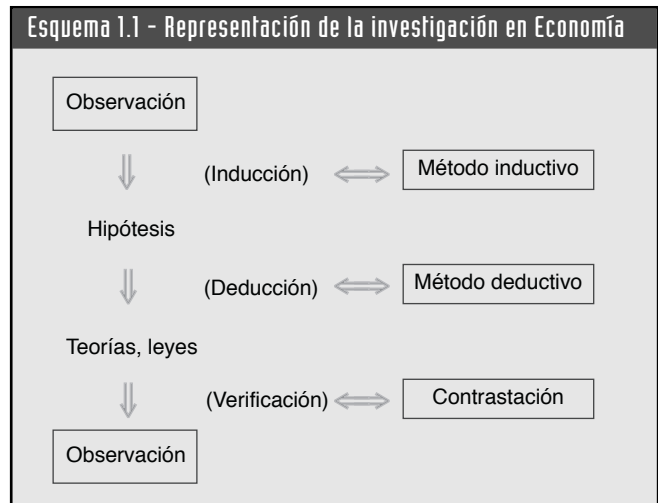 Esquema 1.1 - Representación de la investigación en Economía
Observación
(Inducción) Método inductivo
Hipótesis
(Deducción) Método deductivo
Teorías, leyes
(Verificación) Contrastación
Observación